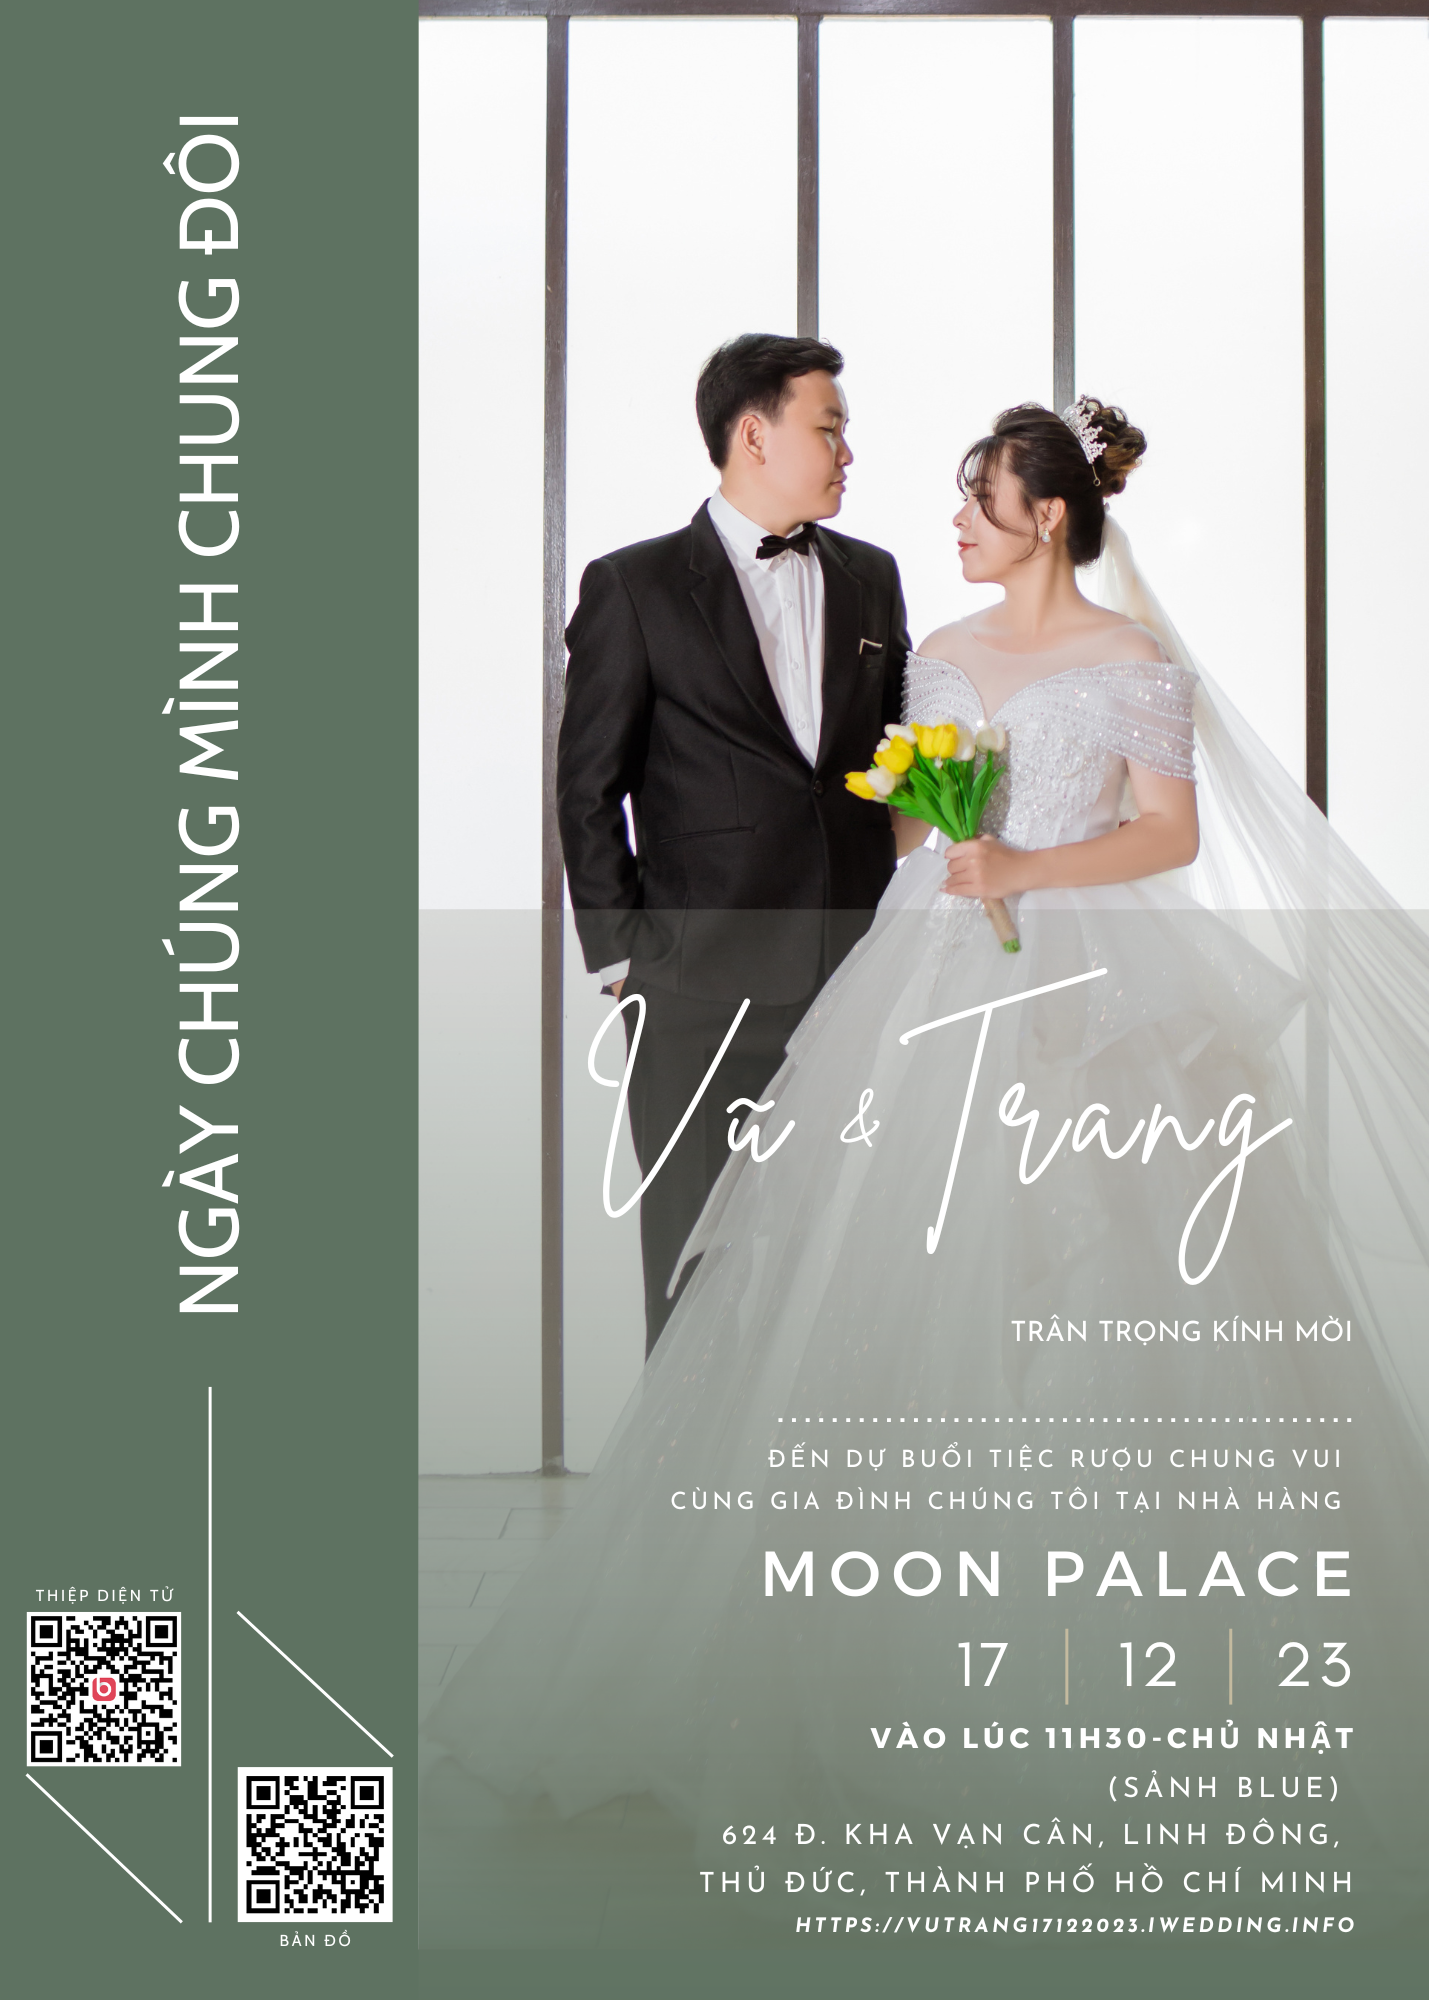 NGÀY CHÚNG MÌNH CHUNG ĐÔI
Vũ & Trang
TRÂN TRỌNG KÍNH MỜI
ĐẾN DỰ BUỔI TIỆC RƯỢU CHUNG VUI
CÙNG GIA ĐÌNH CHÚNG TÔI TẠI NHÀ HÀNG
MOON PALACE
17 | 12 | 23
VÀO LÚC 11H30-CHỦ NHẬT
(SẢNH BLUE)
624 Đ. KHA VẠN CÂN, LINH ĐÔNG,
THỦ ĐỨC, THÀNH PHỐ HỒ CHÍ MINH
HTTPS://VUTRANG17122023.IWEDDING.INFO
THIỆP DIỆN TỬ
b
BẢN ĐỒ